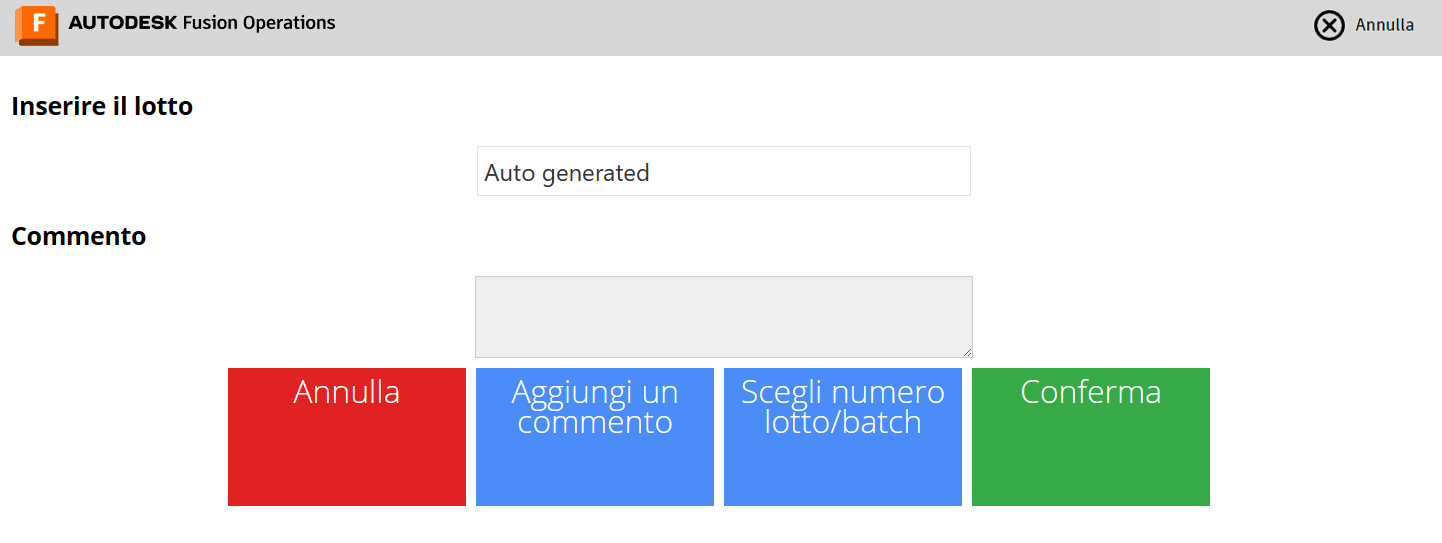 F AUTODESK Fusion Operations
Annulla
Inserire il lotto
Auto generated
Commento
Annulla
Aggiungi un
commento
Scegli numero
lotto/batch
Conferma